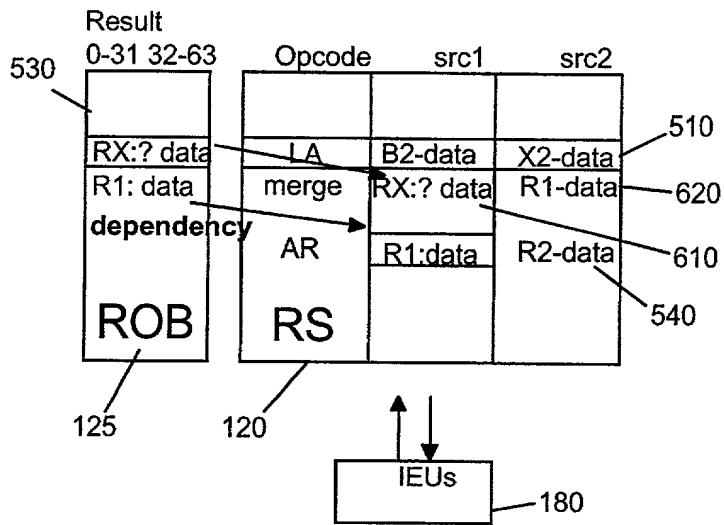 Result
0-31 32-63
Opcode src1 src2
530
RX:? data LA B2-data X2-data 510
R1: data merge RX:? data R1-data 620
dependency AR R1:data R2-data 610
540
ROB RS
125 120
IEUs
180